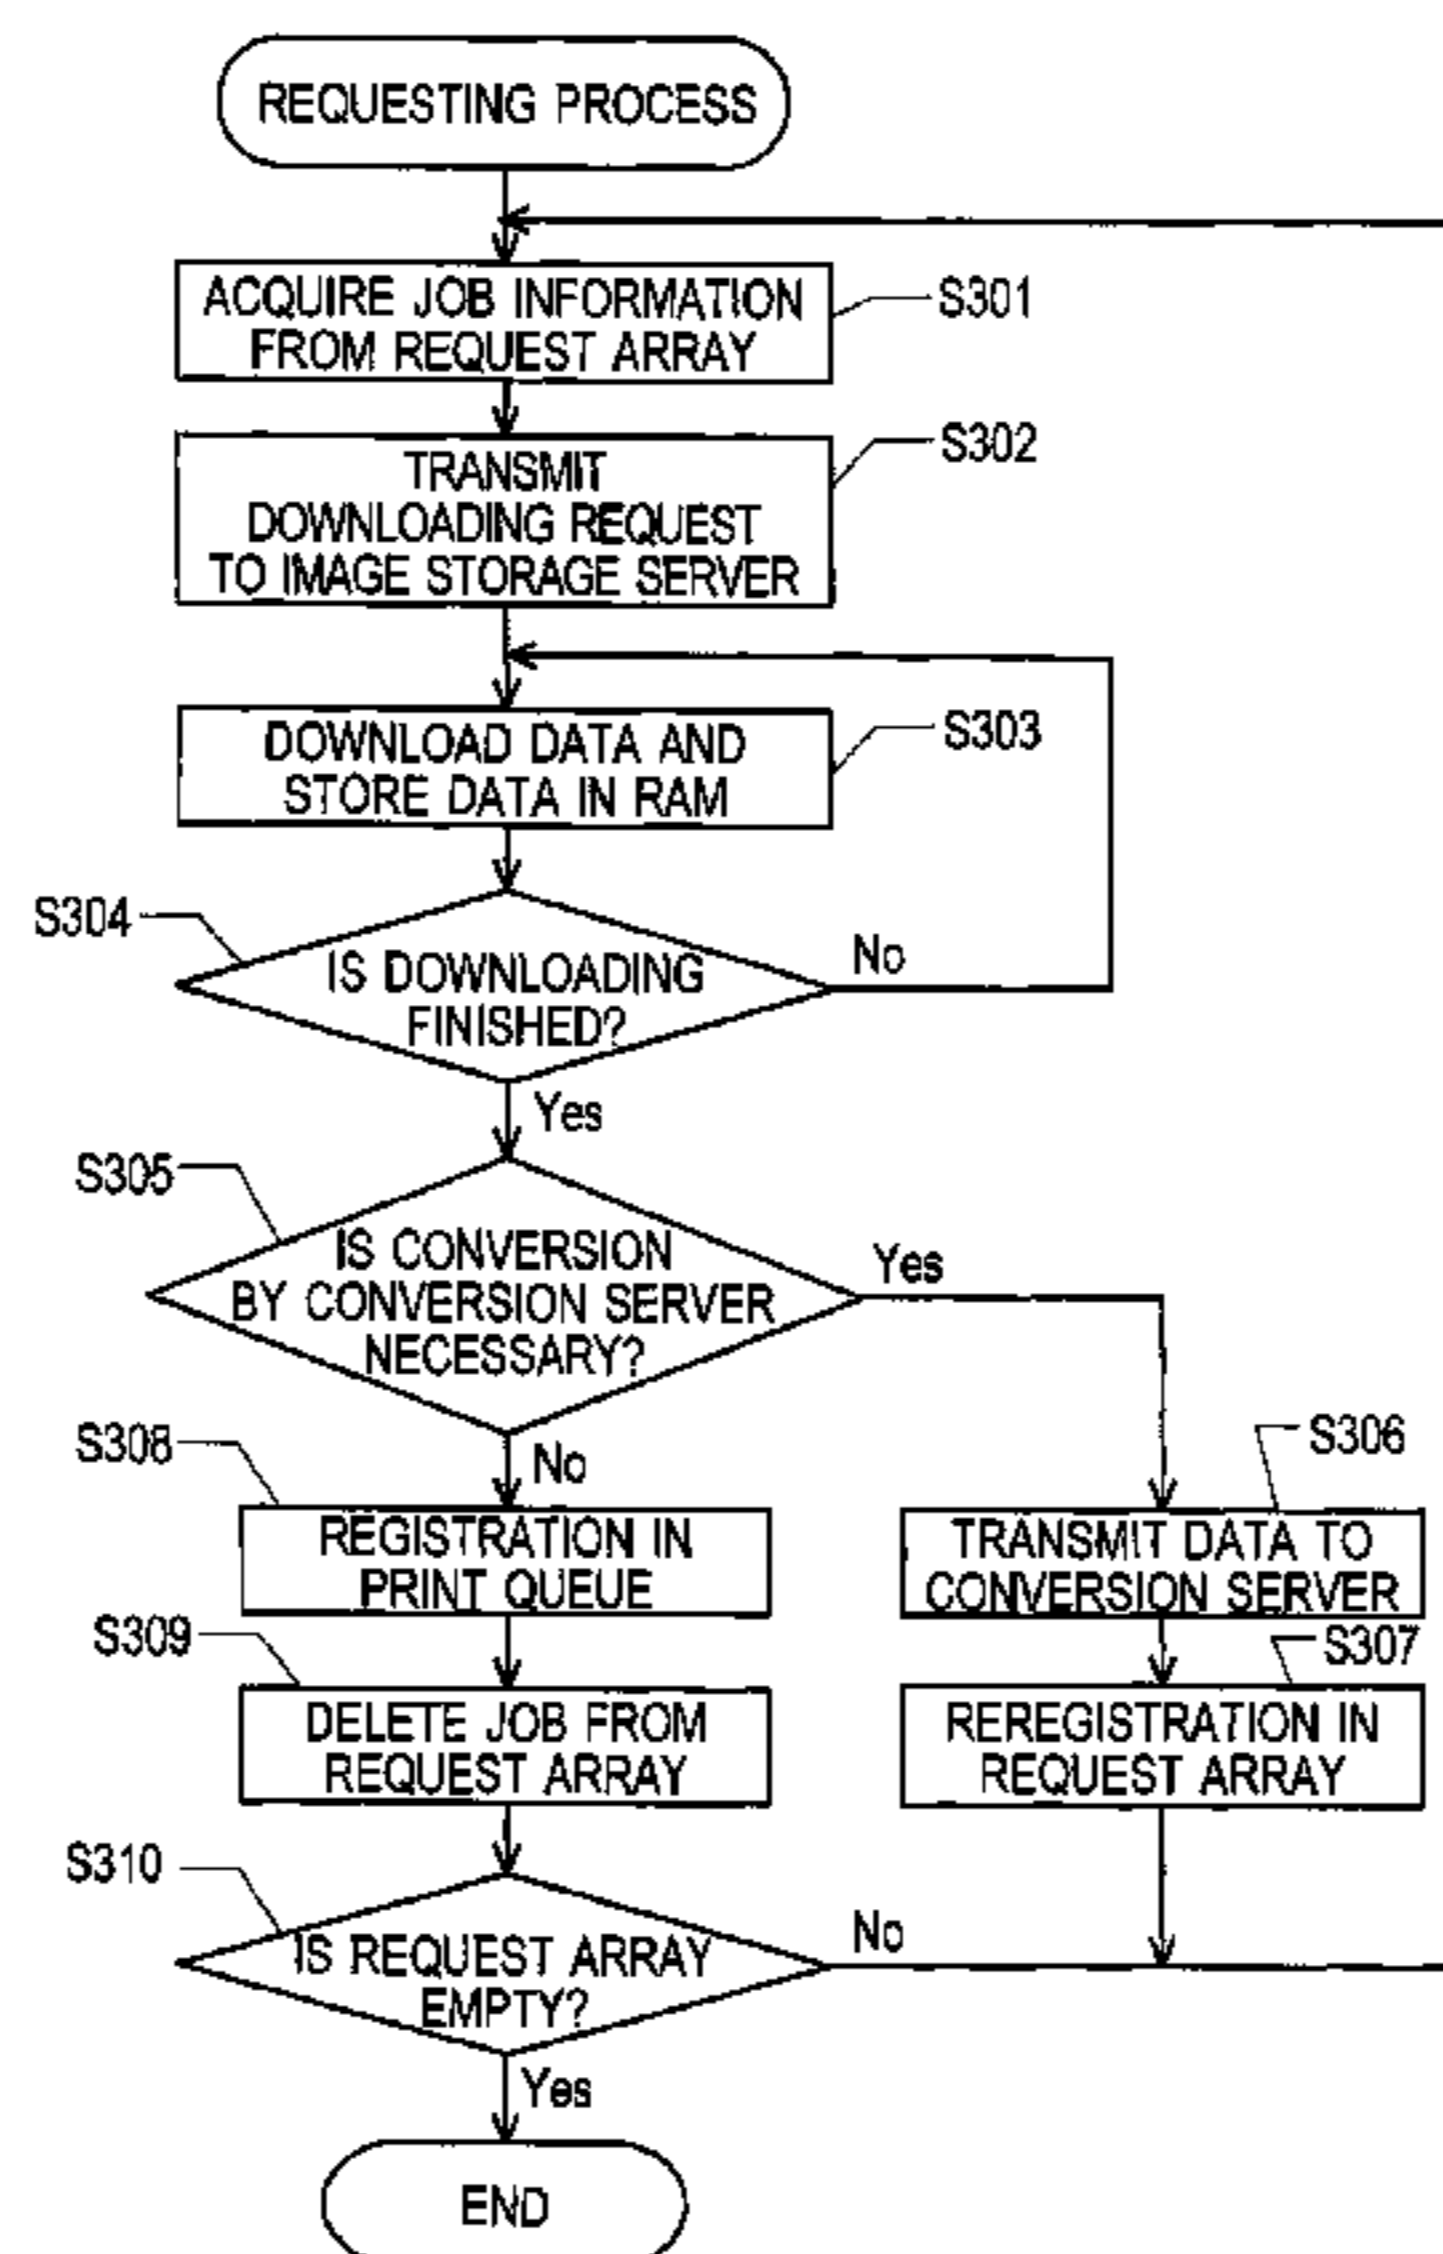 REQUESTING PROCESS
ACQUIRE JOB INFORMATION
FROM REQUEST ARRAY
S301
TRANSMIT
DOWNLOADING REQUEST
TO IMAGE STORAGE SERVER
S302
DOWNLOAD DATA AND
STORE DATA IN RAM
S303
S304
IS DOWNLOADING
FINISHED?
No
Yes
S305
IS CONVERSION
BY CONVERSION SERVER
NECESSARY?
Yes
No
S308
REGISTRATION IN
PRINT QUEUE
S306
TRANSMIT DATA TO
CONVERSION SERVER
S309
DELETE JOB FROM
REQUEST ARRAY
S307
REREGISTRATION IN
REQUEST ARRAY
S310
IS REQUEST ARRAY
EMPTY?
No
Yes
END